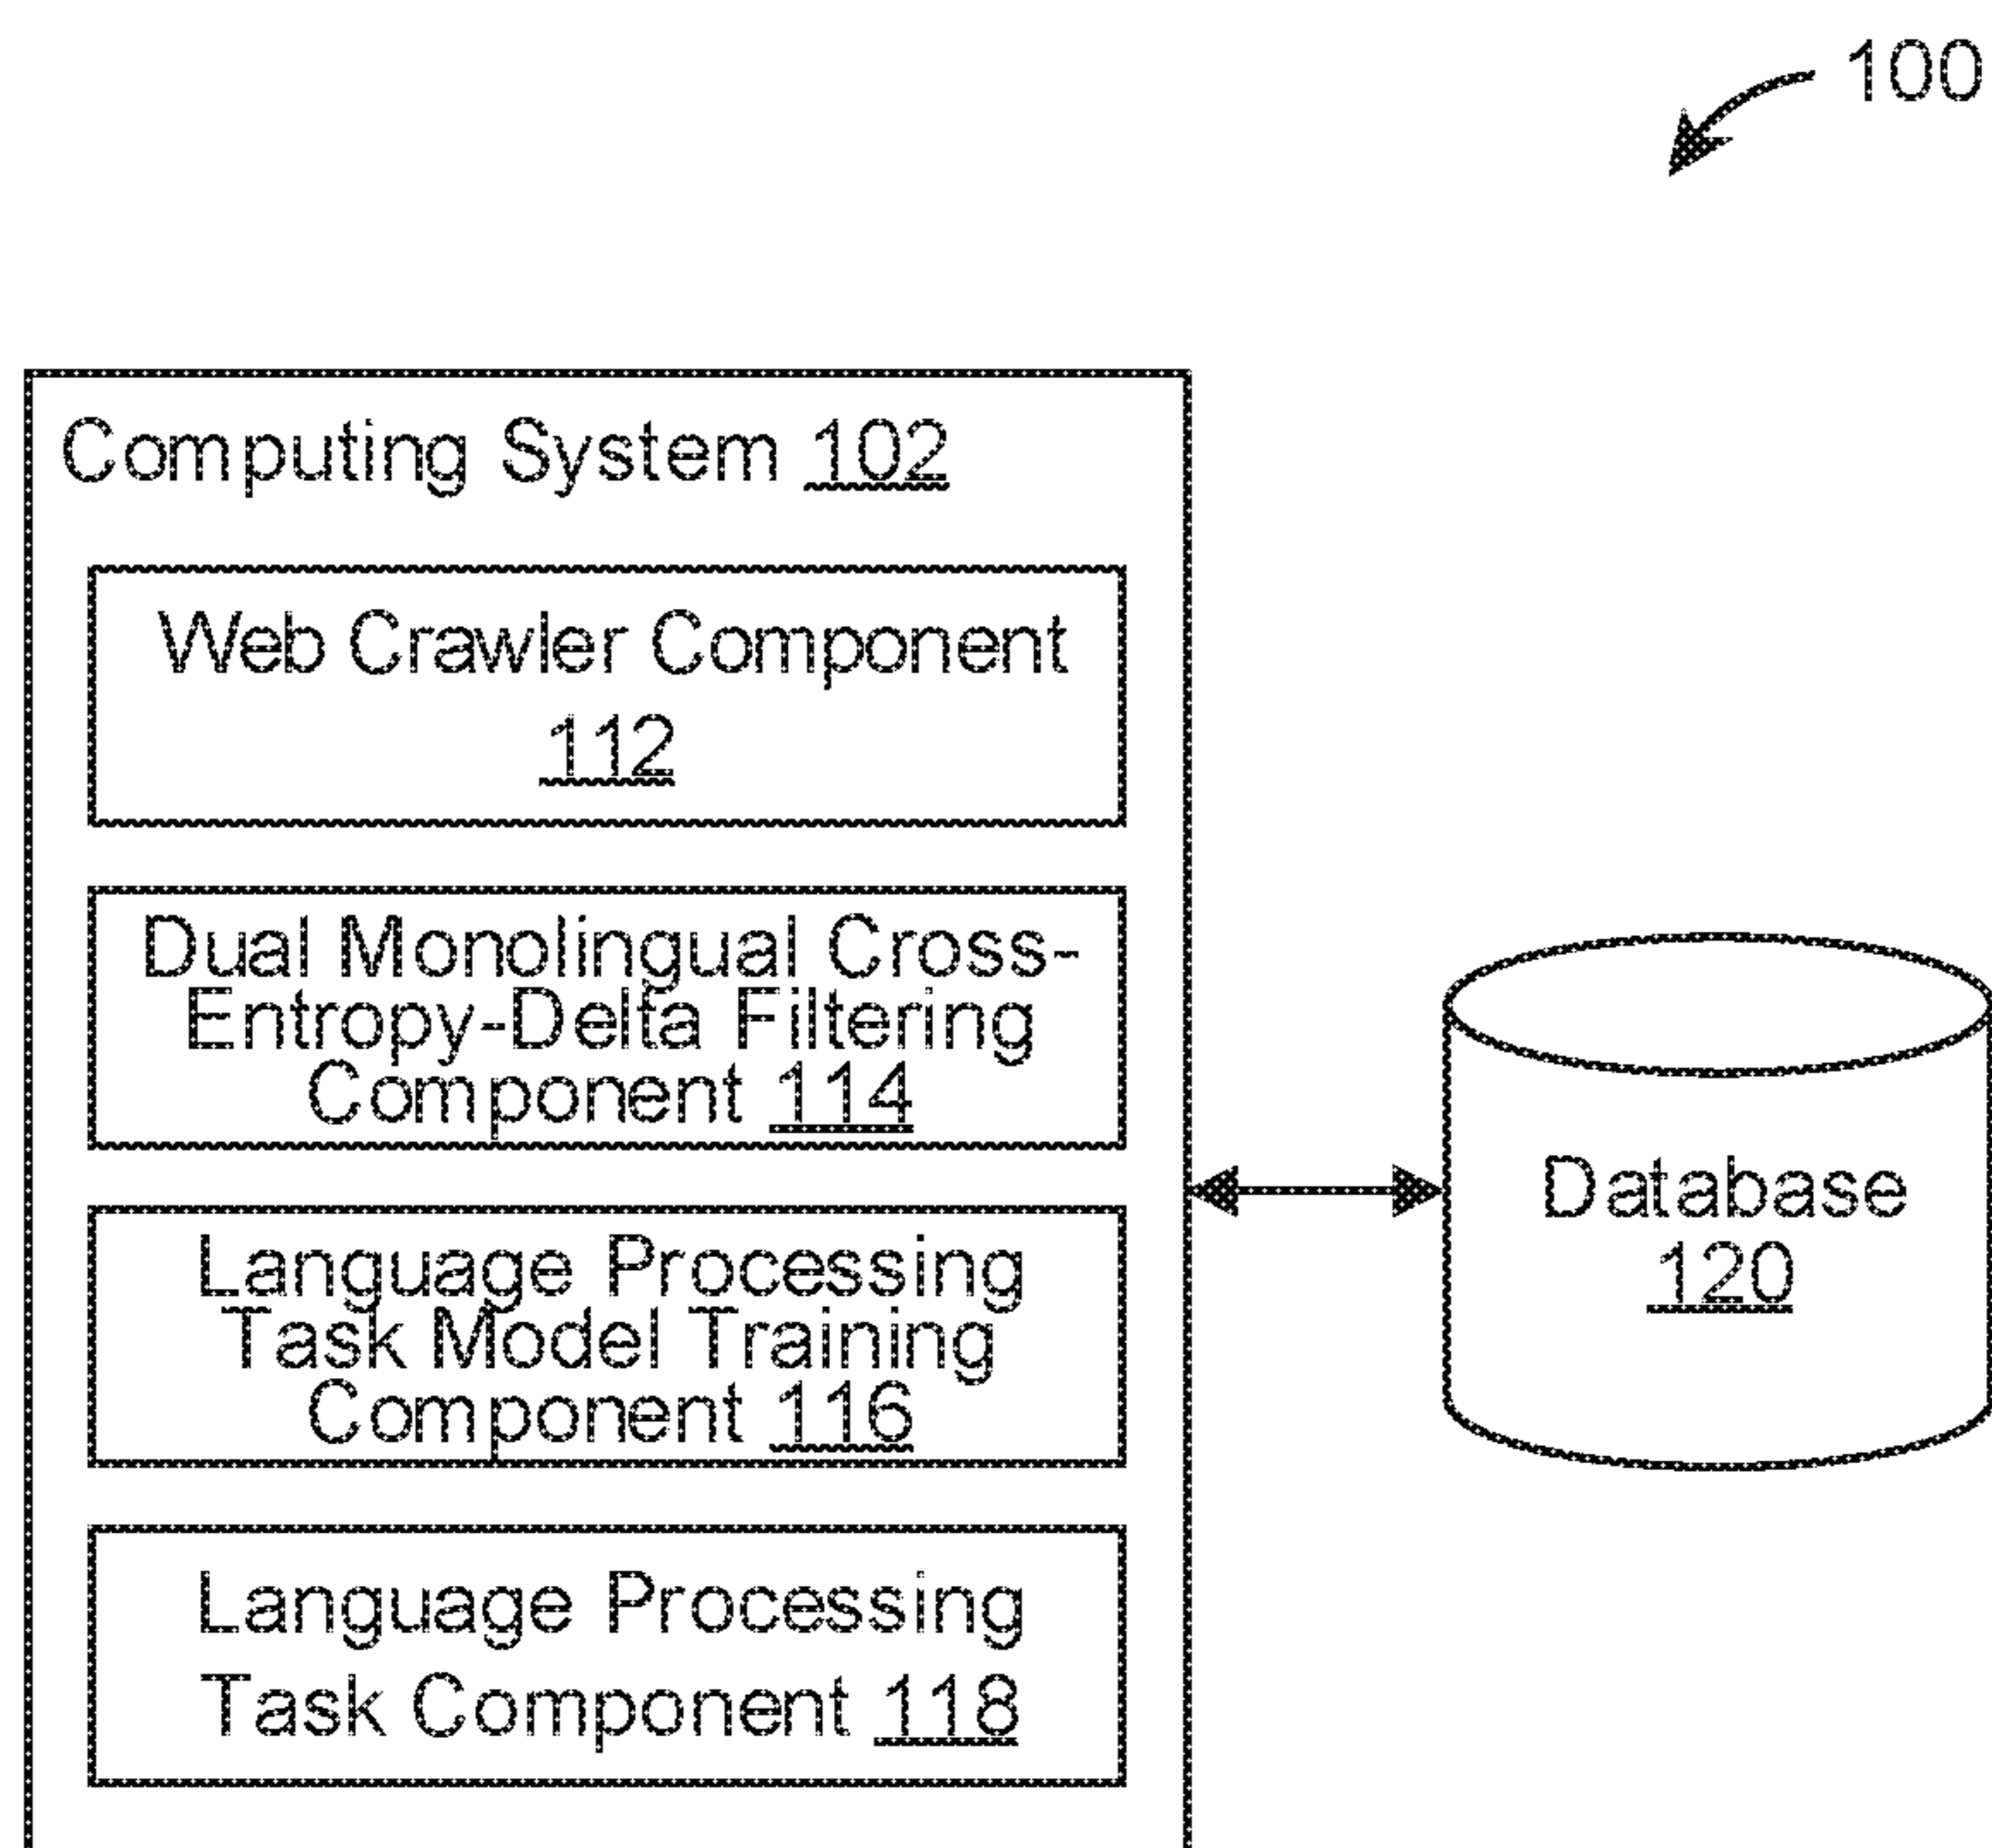 100
Computing System 102
Web Crawler Component
112
Dual Monolingual Cross-
Entropy-Delta Filtering
Component 114
Language Processing
Task Model Training
Component 116
Language Processing
Task Component 118
Database
120